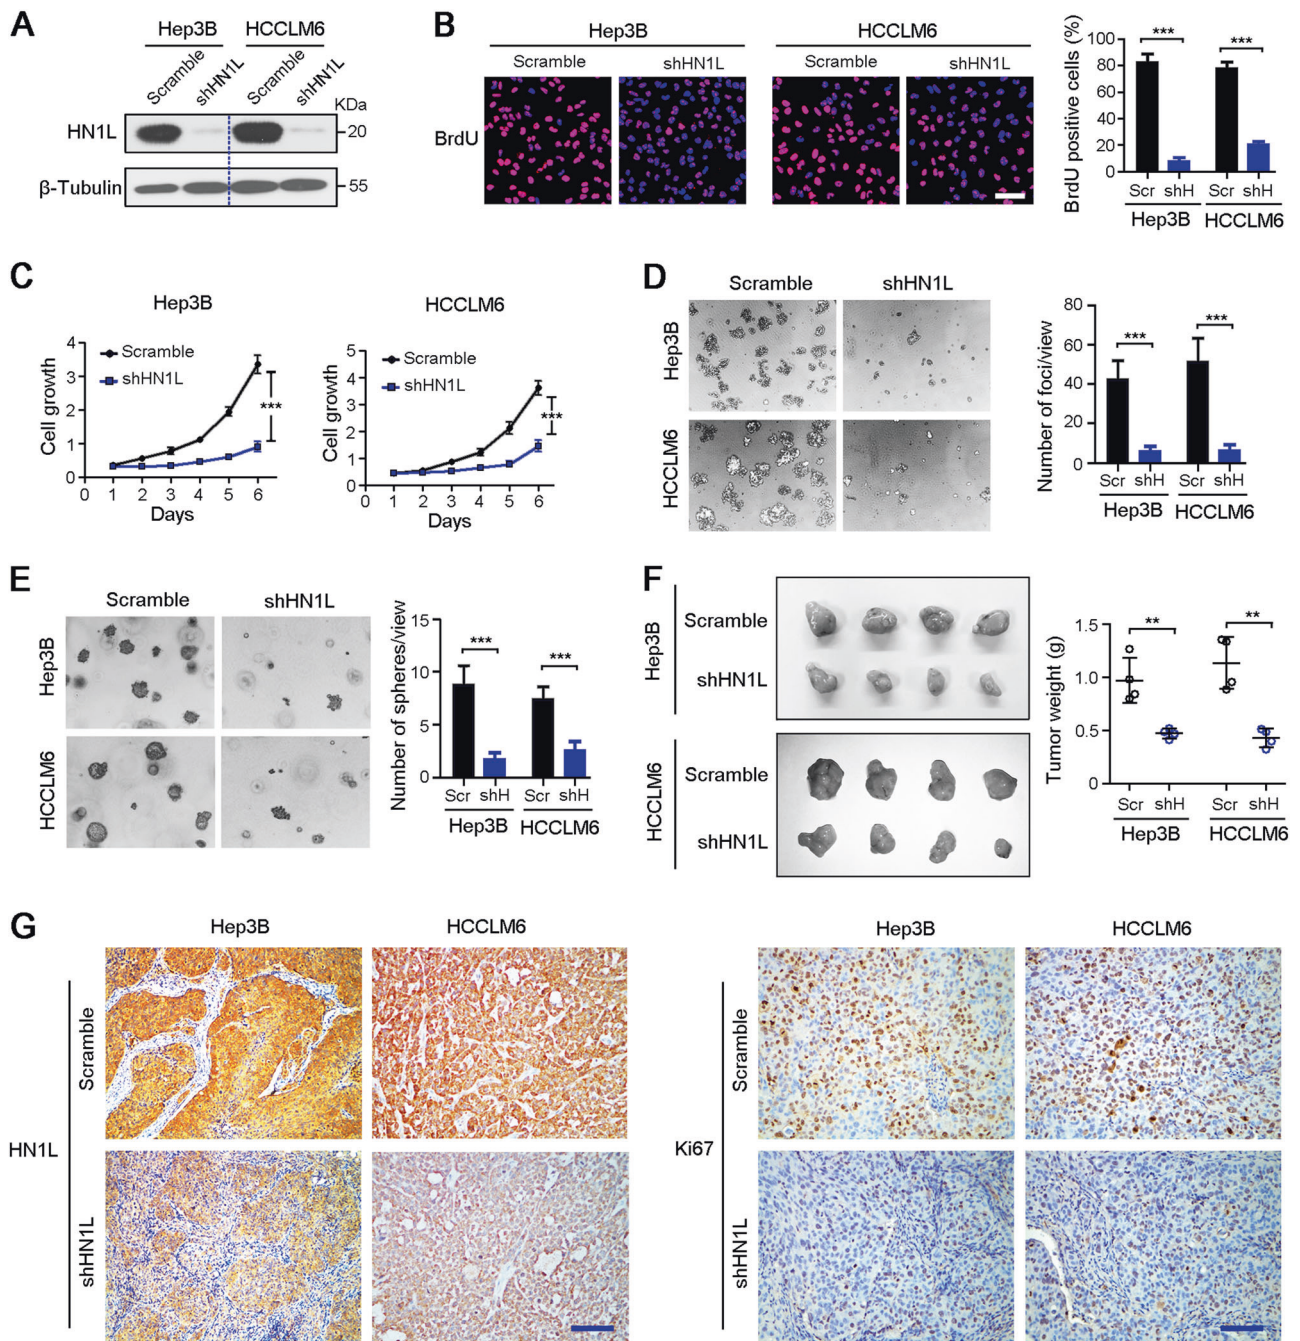 A
Hep3B HCCLM6
Scramble shHN1L Scramble shHN1L
KDa
HN1L 20
β-Tubulin 55
B
Hep3B HCCLM6
Scramble shHN1L Scramble shHN1L
BrdU
BrdU positive cells (%)
100
80
60
40
20
0
*** ***
Scr shH Scr shH
Hep3B HCCLM6
C
Hep3B
Cell growth
4
3
2
1
0
Scramble
shHN1L
***
0 1 2 3 4 5 6
Days
HCCLM6
Cell growth
5
4
3
2
1
0
Scramble
shHN1L
***
0 1 2 3 4 5 6
Days
D
Scramble shHN1L
Hep3B
HCCLM6
Number of foci/view
80
60
40
20
0
*** ***
Scr shH Scr shH
Hep3B HCCLM6
E
Scramble shHN1L
Hep3B
HCCLM6
Number of spheres/view
15
10
5
0
*** ***
Scr shH Scr shH
Hep3B HCCLM6
F
Hep3B
Scramble
shHN1L
HCCLM6
Scramble
shHN1L
Tumor weight (g)
1.5
1.0
0.5
0.0
** **
Scr shH Scr shH
Hep3B HCCLM6
G
Hep3B HCCLM6
HN1L
Scramble
shHN1L
Hep3B HCCLM6
Ki67
Scramble
shHN1L